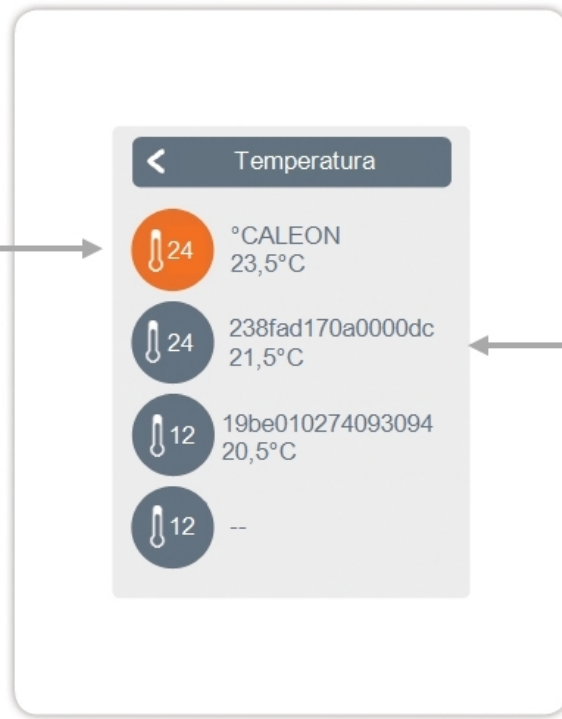 Temperatura
24
°CALEON
23,5°C
24
238fad170a0000dc
21,5°C
12
19be010274093094
20,5°C
12
--